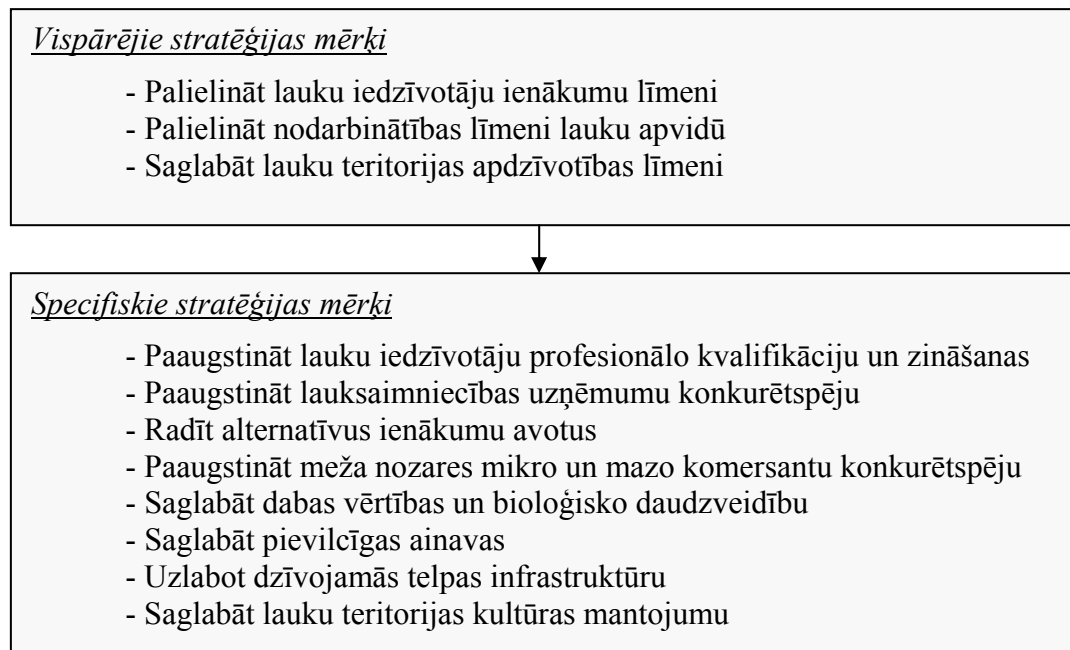 Vispārējie stratēģijas mērķi
- Palielināt lauku iedzīvotāju ienākumu līmeni
- Palielināt nodarbinātības līmeni lauku apvidū
- Saglabāt lauku teritorijas apdzīvotības līmeni
Specifiskie stratēģijas mērķi
- Paaugstināt lauku iedzīvotāju profesionālo kvalifikāciju un zināšanas
- Paaugstināt lauksaimniecības uzņēmumu konkurētspēju
- Radīt alternatīvus ienākumu avotus
- Paaugstināt meža nozares mikro un mazo komersantu konkurētspēju
- Saglabāt dabas vērtības un bioloģisko daudzveidību
- Saglabāt pievilcīgas ainavas
- Uzlabot dzīvojamās telpas infrastruktūru
- Saglabāt lauku teritorijas kultūras mantojumu